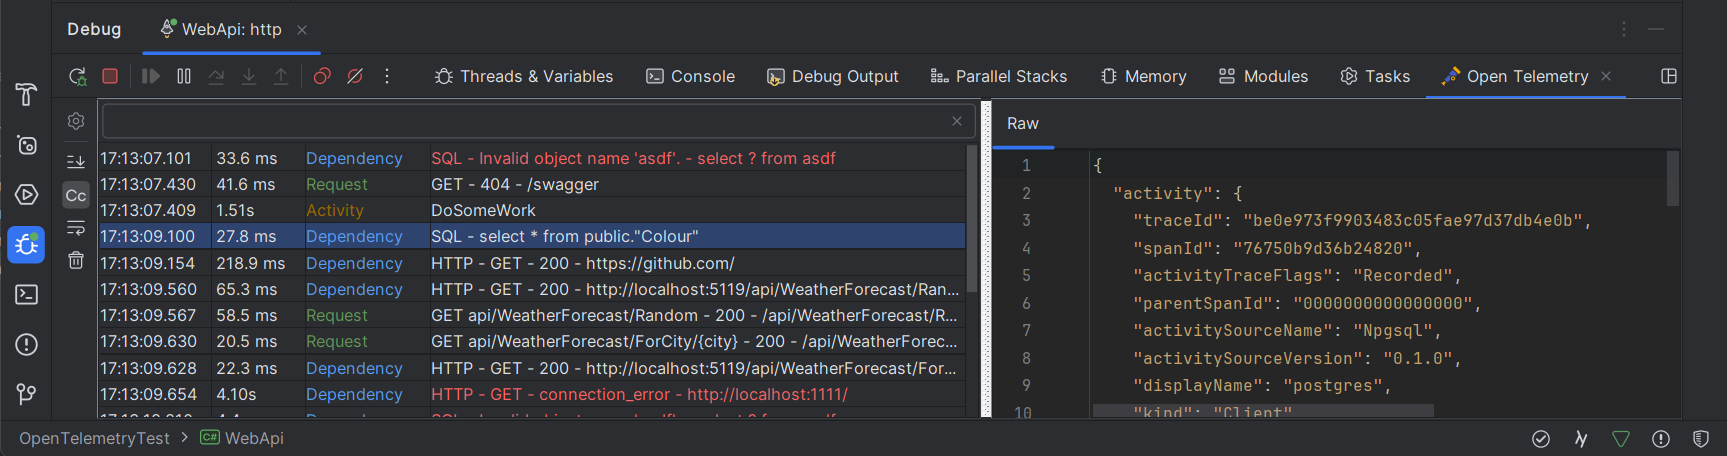 Debug WebApi: http
Threads & Variables Console Debug Output Parallel Stacks Memory Modules Tasks Open Telemetry
Cc
17:13:07.101 33.6 ms Dependency SQL - Invalid object name 'asdf'. - select ? from asdf
17:13:07.430 41.6 ms Request GET - 404 - /swagger
17:13:07.409 1.51s Activity DoSomeWork
17:13:09.100 27.8 ms Dependency SQL - select * from public."Colour"
17:13:09.154 218.9 ms Dependency HTTP - GET - 200 - https://github.com/
17:13:09.560 65.3 ms Dependency HTTP - GET - 200 - http://localhost:5119/api/WeatherForecast/Ran...
17:13:09.567 58.5 ms Request GET api/WeatherForecast/Random - 200 - /api/WeatherForecast/R...
17:13:09.630 20.5 ms Request GET api/WeatherForecast/ForCity/{city} - 200 - /api/WeatherForec...
17:13:09.628 22.3 ms Dependency HTTP - GET - 200 - http://localhost:5119/api/WeatherForecast/For...
17:13:09.654 4.10s Dependency HTTP - GET - connection_error - http://localhost:1111/
Raw
1 {
2 "activity": {
3 "traceId": "be0e973f9903483c05fae97d37db4e0b",
4 "spanId": "76750b9d36b24820",
5 "activityTraceFlags": "Recorded",
6 "parentSpanId": "0000000000000000",
7 "activitySourceName": "Npgsql",
8 "activitySourceVersion": "0.1.0",
9 "displayName": "postgres",
10 "kind": "Client"
OpenTelemetryTest > C# WebApi